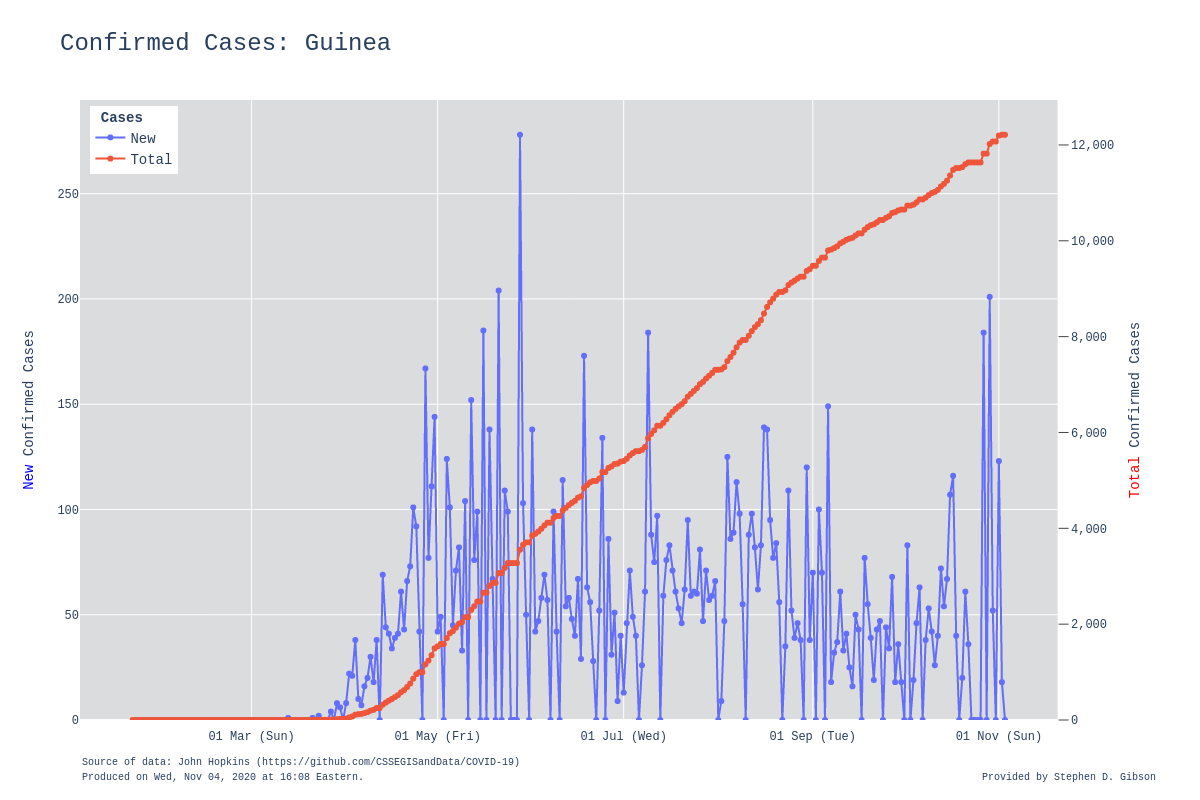 Confirmed Cases: Guinea
Cases
New
Total
250
200
150
100
50
0
12,000
10,000
8,000
6,000
4,000
2,000
0
New Confirmed Cases
Total Confirmed Cases
01 Mar (Sun)
01 May (Fri)
01 Jul (Wed)
01 Sep (Tue)
01 Nov (Sun)
Source of data: John Hopkins (https://github.com/CSSEGISandData/COVID-19)
Produced on Wed, Nov 04, 2020 at 16:08 Eastern.
Provided by Stephen D. Gibson